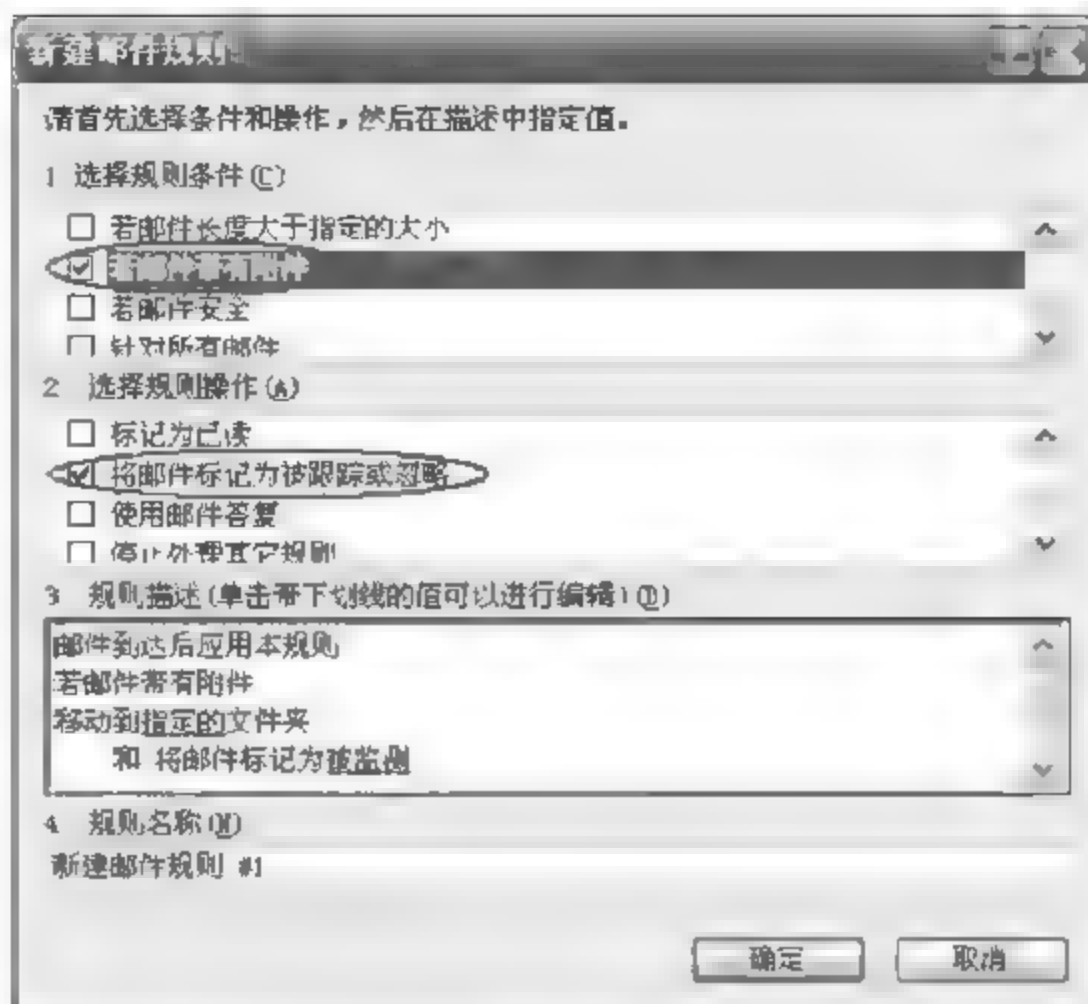 新建邮件规则
请首先选择条件和操作，然后在描述中指定值。
1 选择规则条件(C)
若邮件长度大于指定的大小
若邮件带有附件
若邮件安全
针对所有邮件
2 选择规则操作(A)
标记为已读
将邮件标记为被跟踪或忽略
使用邮件答复
停止处理其它规则
3 规则描述(单击带下划线的值可以进行编辑)(D)
邮件到达后应用本规则
若邮件带有附件
移动到指定的文件夹
和 将邮件标记为被监测
4 规则名称(N)
新建邮件规则 #1
确定 取消